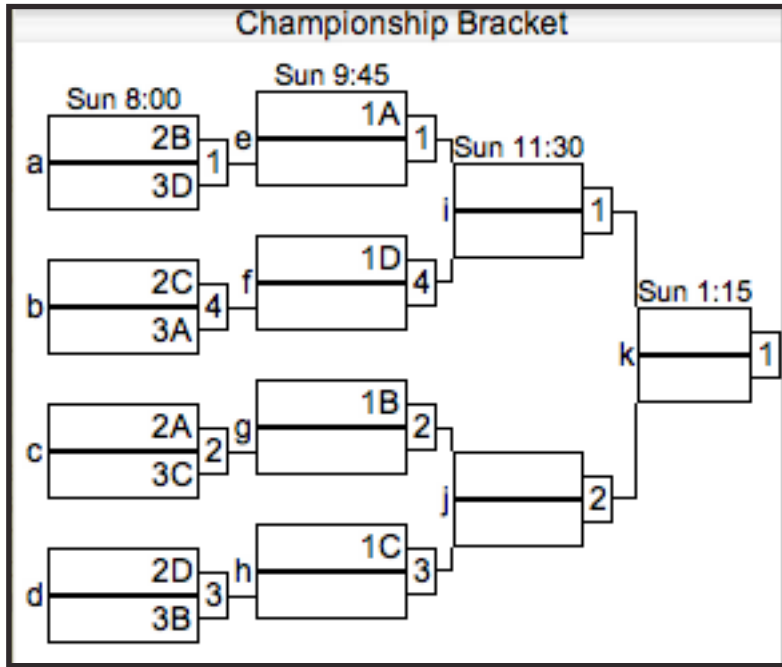 Championship Bracket
Sun 8:00
a
2B
3D
1
b
2C
3A
4
c
2A
3C
2
d
2D
3B
3
Sun 9:45
e
1A
1
f
1D
4
g
1B
2
h
1C
3
Sun 11:30
i
1
j
2
Sun 1:15
k
1